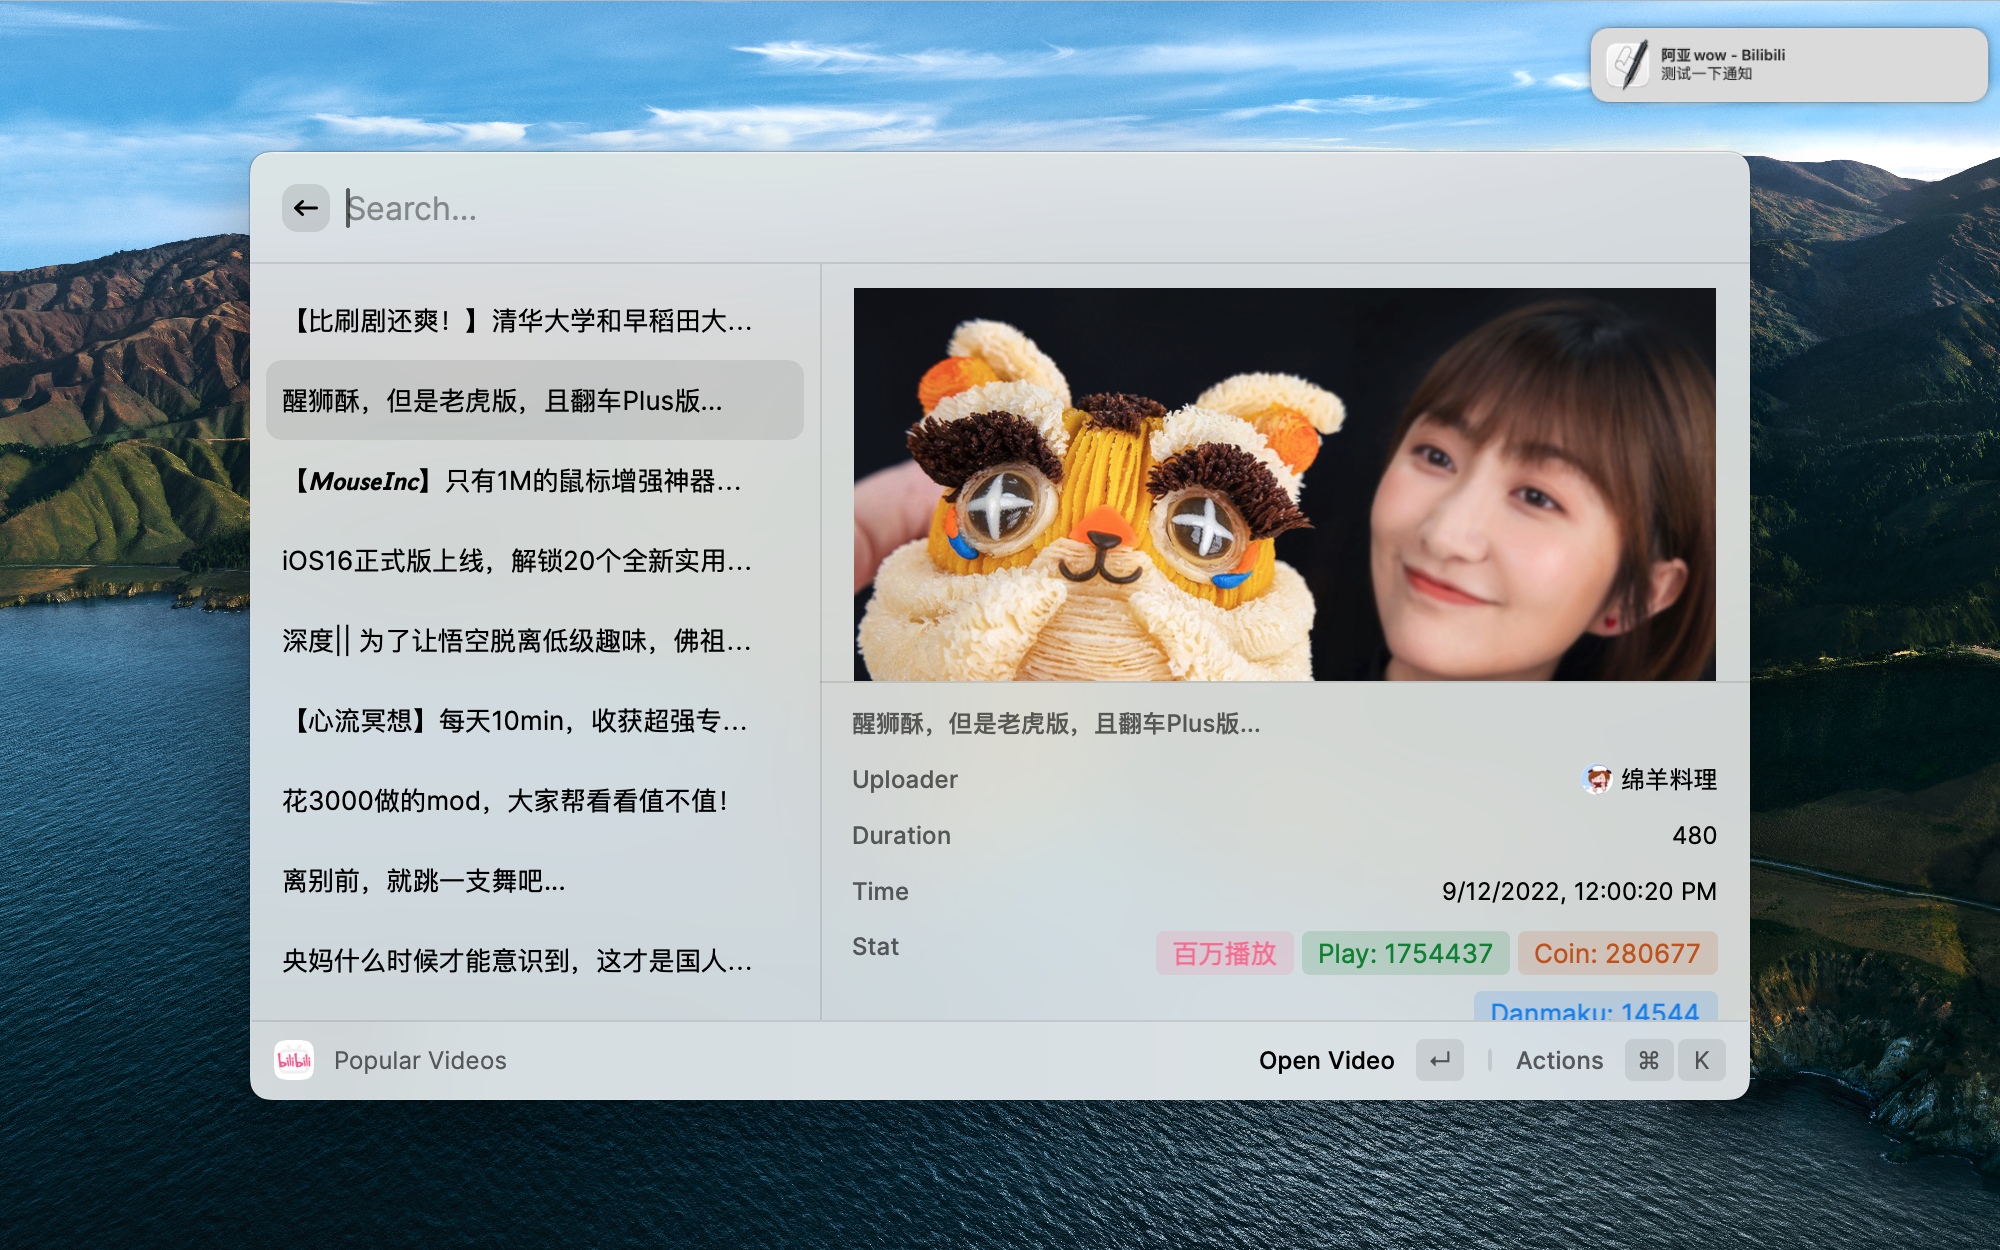 阿亚 wow - Bilibili
测试一下通知
Search...
【比刷剧还爽！】清华大学和早稻田大...
醒狮酥，但是老虎版，且翻车Plus版...
【MouseInc】只有1M的鼠标增强神器...
iOS16正式版上线，解锁20个全新实用...
深度|| 为了让悟空脱离低级趣味，佛祖...
【心流冥想】每天10min，收获超强专...
花3000做的mod，大家帮看看值不值！
离别前，就跳一支舞吧...
央妈什么时候才能意识到，这才是国人...
醒狮酥，但是老虎版，且翻车Plus版...
Uploader 绵羊料理
Duration 480
Time 9/12/2022, 12:00:20 PM
Stat 百万播放 Play: 1754437 Coin: 280677
Danmaku: 14544
bilibili Popular Videos Open Video ↵ Actions ⌘ K